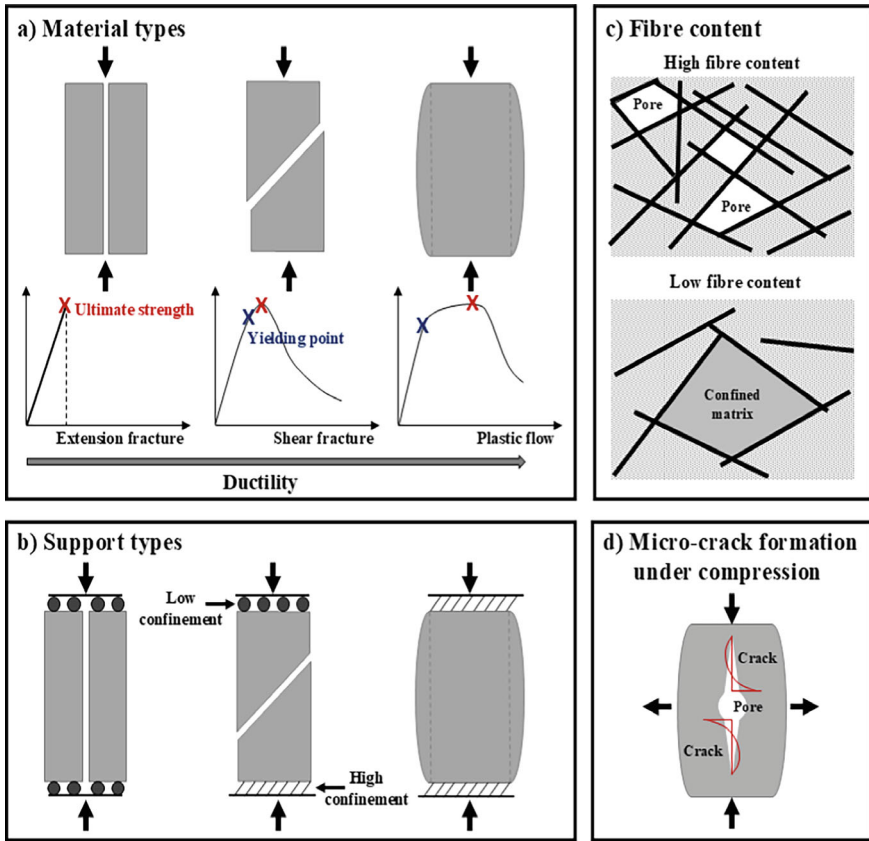 a) Material types
Ultimate strength
Yielding point
Extension fracture
Shear fracture
Plastic flow
Ductility
b) Support types
Low
confinement
High
confinement
c) Fibre content
High fibre content
Pore
Pore
Low fibre content
Confined
matrix
d) Micro-crack formation
under compression
Crack
Pore
Crack